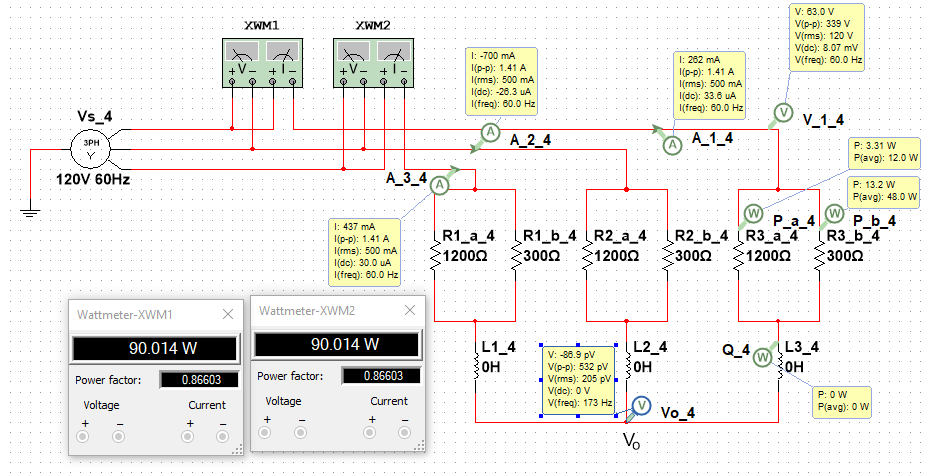 XWM1
XWM2
+ V -
+ I -
+ V -
+ I -
V: 63.0 V
V(p-p): 339 V
V(rms): 120 V
V(dc): 8.07 mV
V(freq): 60.0 Hz
I: -700 mA
I(p-p): 1.41 A
I(rms): 500 mA
I(dc): -26.3 uA
I(freq): 60.0 Hz
I: 262 mA
I(p-p): 1.41 A
I(rms): 500 mA
I(dc): 33.6 uA
I(freq): 60.0 Hz
Vs_4
3PH
Y
120V 60Hz
A
A_2_4
A
A_1_4
V
V_1_4
A_3_4
A
P: 3.31 W
P(avg): 12.0 W
P: 13.2 W
P(avg): 48.0 W
I: 437 mA
I(p-p): 1.41 A
I(rms): 500 mA
I(dc): 30.0 uA
I(freq): 60.0 Hz
W
P_a_4
W
P_b_4
R1_a_4
1200Ω
R1_b_4
300Ω
R2_a_4
1200Ω
R2_b_4
300Ω
R3_a_4
1200Ω
R3_b_4
300Ω
Wattmeter-XWM1
90.014 W
Power factor: 0.86603
Voltage
Current
+ - + -
Wattmeter-XWM2
90.014 W
Power factor: 0.86603
Voltage
Current
+ - + -
L1_4
0H
V: -86.9 pV
V(p-p): 532 pV
V(rms): 205 pV
V(dc): 0 V
V(freq): 173 Hz
L2_4
0H
Q_4
W
L3_4
0H
P: 0 W
P(avg): 0 W
V
Vo_4
Vo